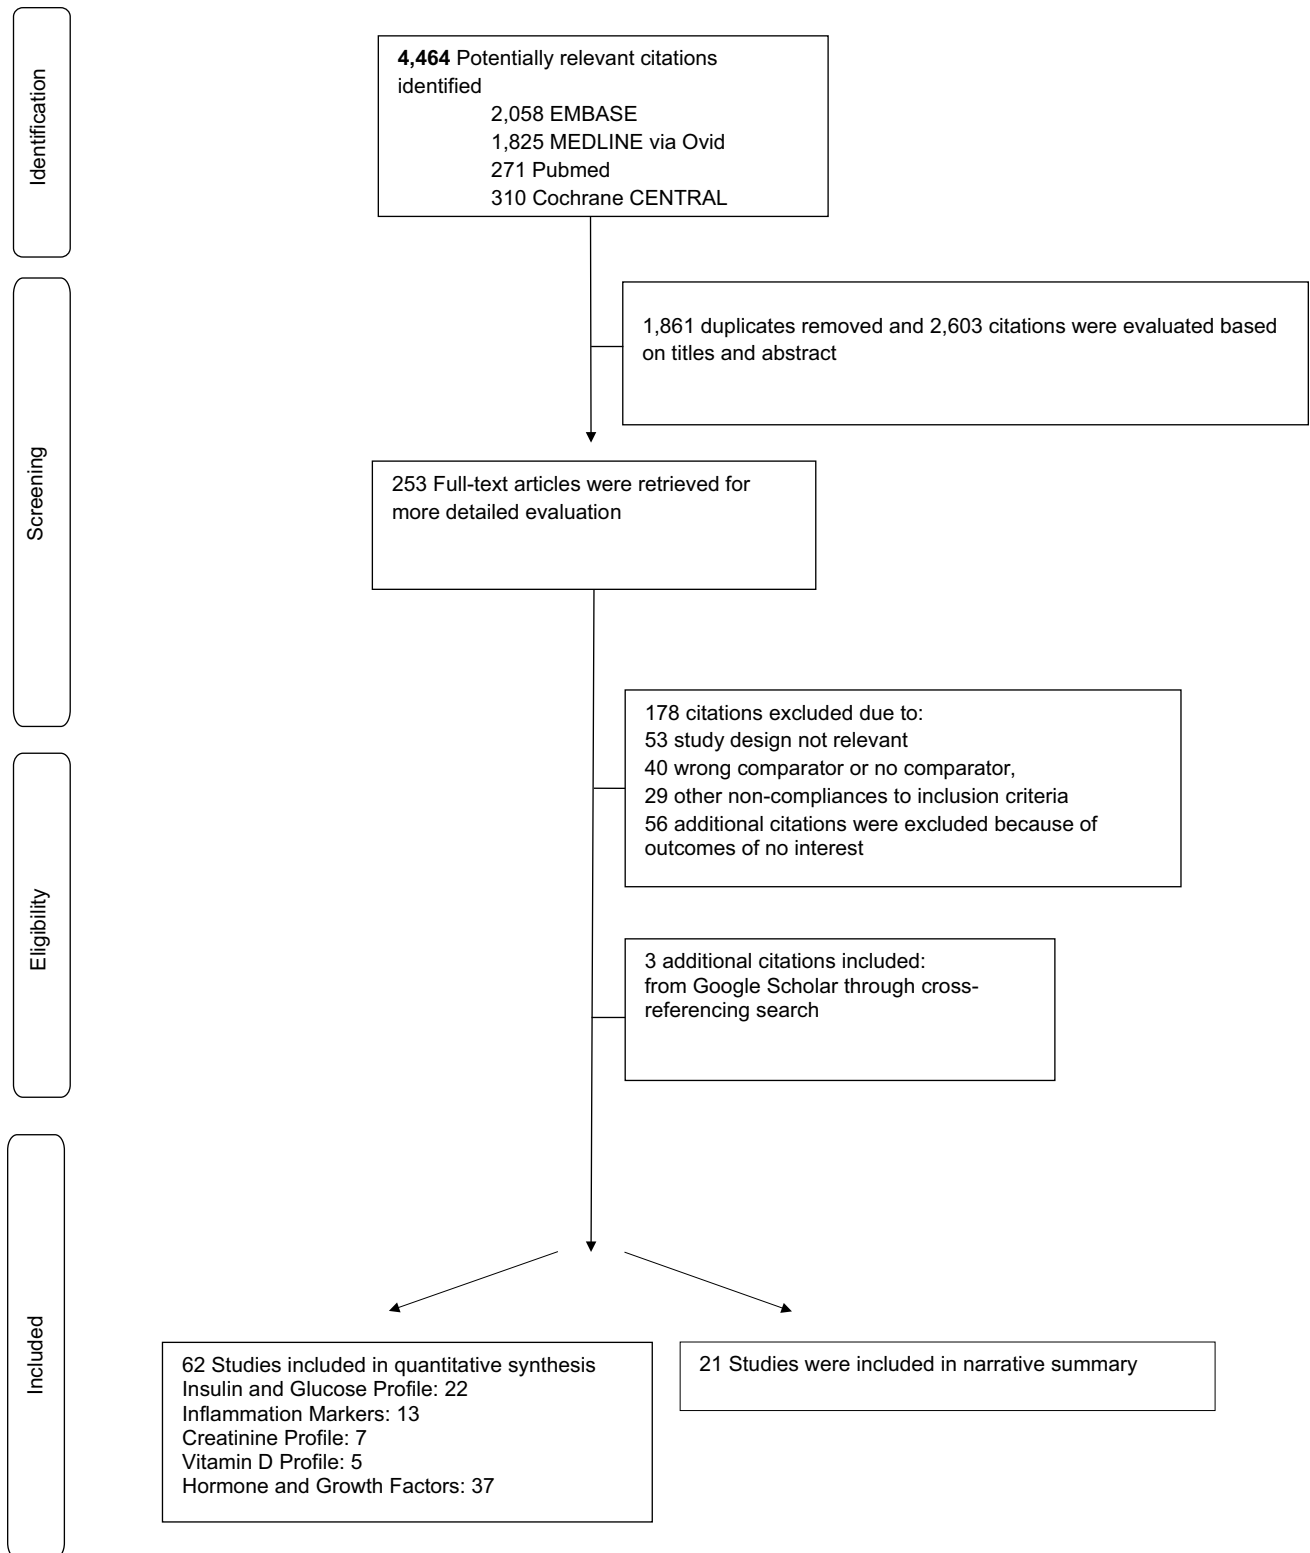 Identification
4,464 Potentially relevant citations
identified
2,058 EMBASE
1,825 MEDLINE via Ovid
271 Pubmed
310 Cochrane CENTRAL
Screening
1,861 duplicates removed and 2,603 citations were evaluated based
on titles and abstract
253 Full-text articles were retrieved for
more detailed evaluation
Eligibility
178 citations excluded due to:
53 study design not relevant
40 wrong comparator or no comparator,
29 other non-compliances to inclusion criteria
56 additional citations were excluded because of
outcomes of no interest
3 additional citations included:
from Google Scholar through cross-
referencing search
Included
62 Studies included in quantitative synthesis
Insulin and Glucose Profile: 22
Inflammation Markers: 13
Creatinine Profile: 7
Vitamin D Profile: 5
Hormone and Growth Factors: 37
21 Studies were included in narrative summary